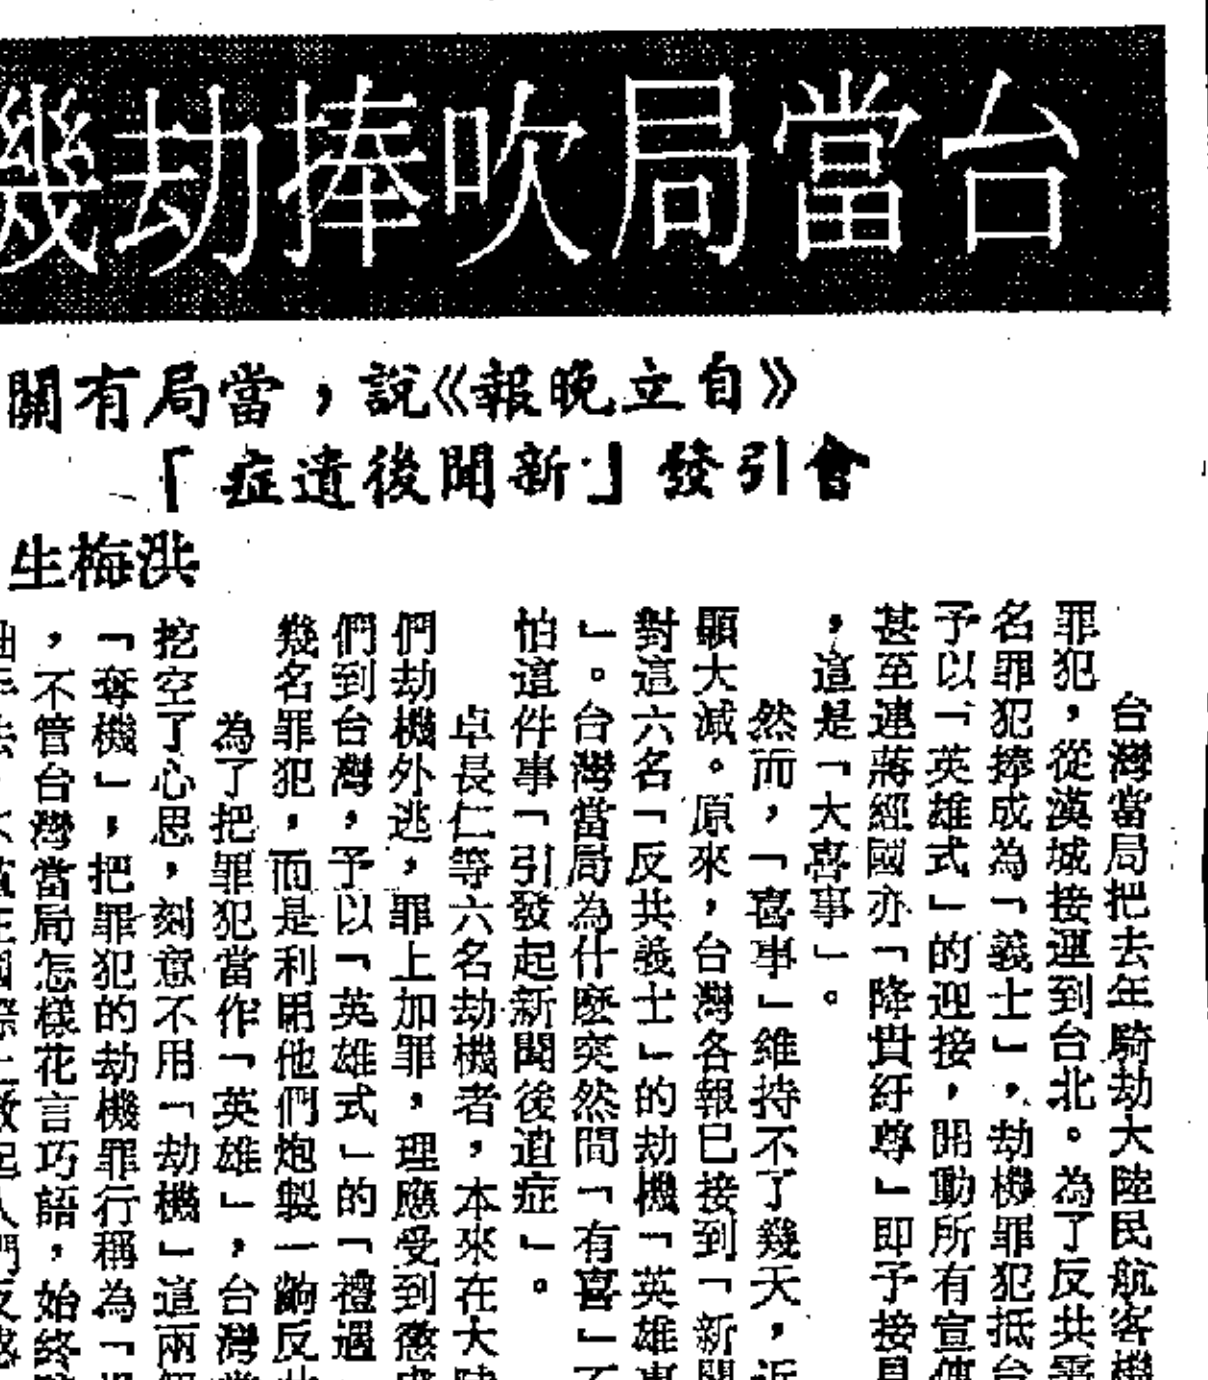 台當局吹捧劫機
《自立晚報》說，當局有關
會引發「新聞後遺症」
洪梅生
台灣當局把去年騎劫大陸民航客機
罪犯，從漢城接運到台北。為了反共需
名罪犯捧成為「義士」，劫機罪犯抵台
予以「英雄式」的迎接，開動所有宣傳
甚至連蔣經國亦「降貴紆尊」即予接見
，這是「大喜事」。
然而，「喜事」維持不了幾天，近
顯大減。原來，台灣各報已接到「新聞
對這六名「反共義士」的劫機「英雄事
」。台灣當局為什麼突然間「有喜」不
怕這件事「引發起新聞後遺症」。
卓長仁等六名劫機者，本來在大陸
們劫機外逃，罪上加罪，理應受到懲處
們到台灣，予以「英雄式」的「禮遇
幾名罪犯，而是利用他們炮製一齣反共
為了把罪犯當作「英雄」，台灣當
挖空了心思，刻意不用「劫機」這兩個
「奪機」，把罪犯的劫機罪行稱為「
，不管台灣當局怎樣花言巧語，始終